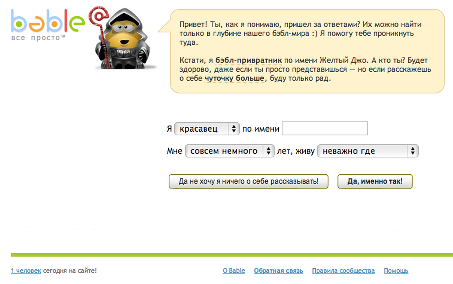 bable
все просто™
Привет! Ты, как я понимаю, пришел за ответами? Их можно найти
только в глубине нашего бэбл-мира :) Я помогу тебе проникнуть
туда.
Кстати, я бэбл-привратник по имени Желтый Джо. А кто ты? Будет
здорово, даже если ты просто представишься — но если расскажешь
о себе чуточку больше, буду только рад.
Я красавец по имени
Мне совсем немного лет, живу неважно где
Да не хочу я ничего о себе рассказывать! Да, именно так!
1 человек сегодня на сайте! О Bable Обратная связь Правила сообщества Помощь